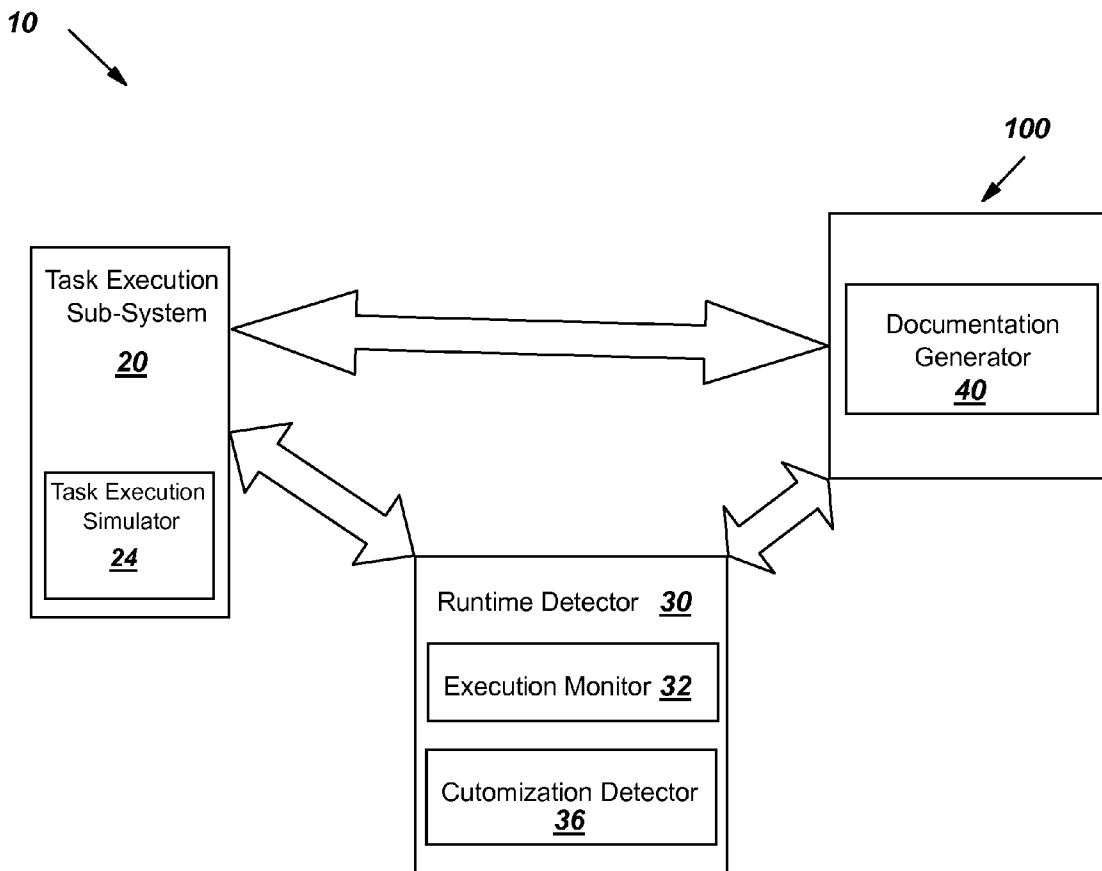 10
100
Task Execution
Sub-System
20
Task Execution
Simulator
24
Documentation
Generator
40
Runtime Detector 30
Execution Monitor 32
Cutomization Detector
36